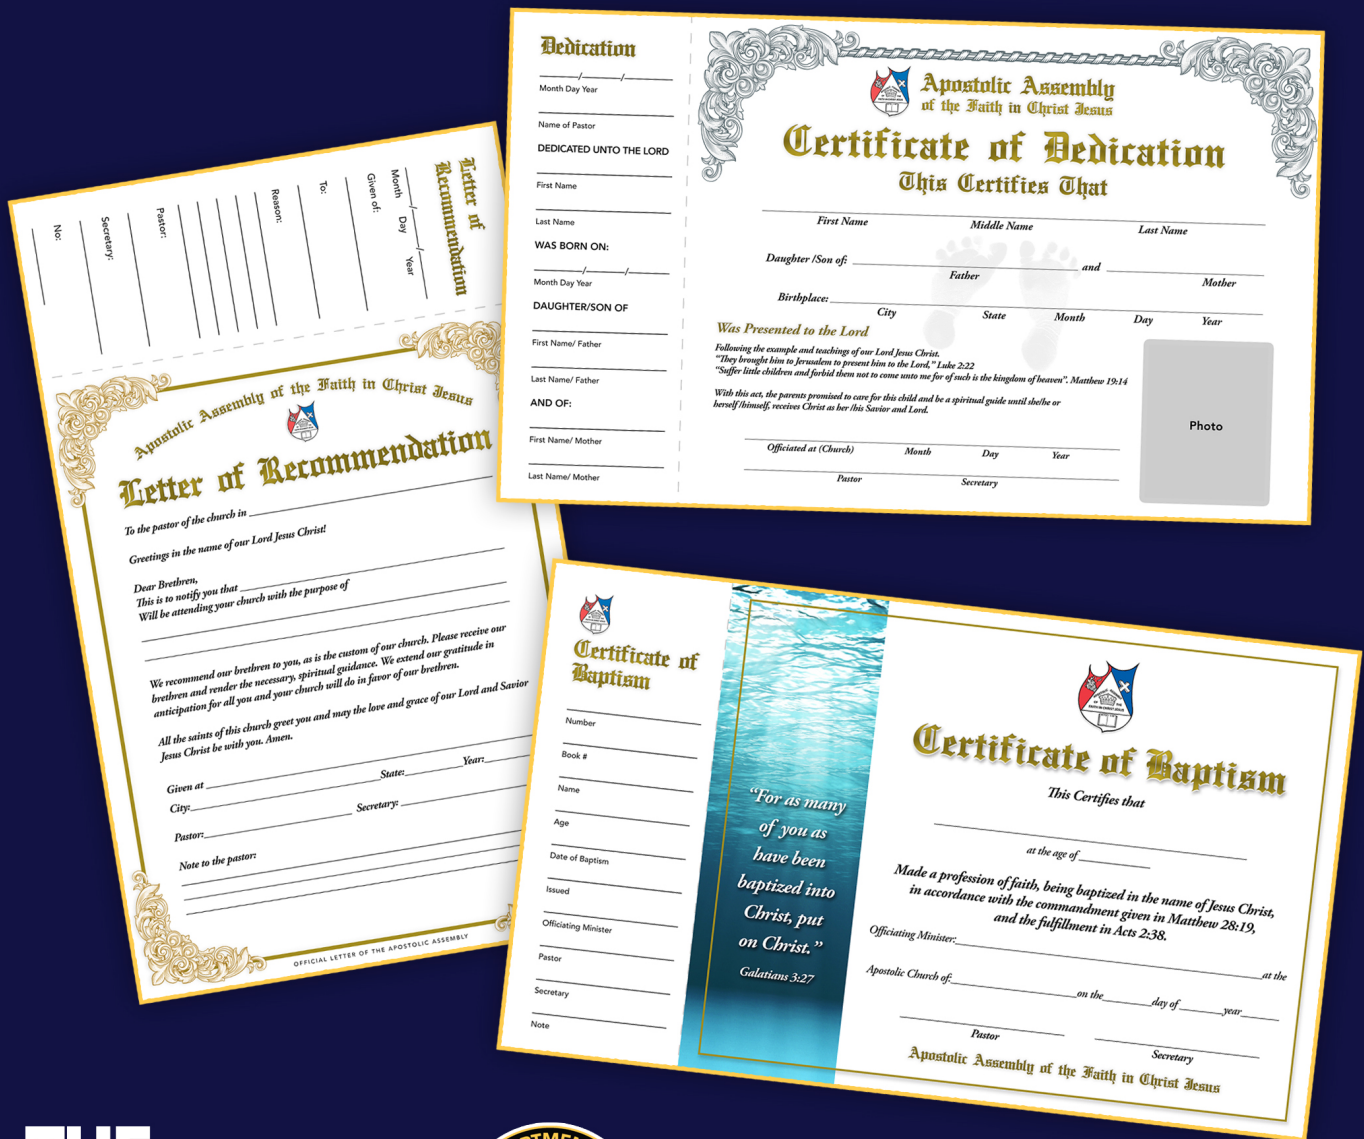 Dedication
____/____/____
Month Day Year
Name of Pastor
DEDICATED UNTO THE LORD
First Name
Last Name
WAS BORN ON:
____/____/____
Month Day Year
DAUGHTER/SON OF
First Name/ Father
Last Name/ Father
AND OF:
First Name/ Mother
Last Name/ Mother
Apostolic Assembly
of the Faith in Christ Jesus
Certificate of Dedication
This Certifies That
First Name Middle Name Last Name
Daughter /Son of: and
Father Mother
Birthplace:
City State Month Day Year
Was Presented to the Lord
Following the example and teachings of our Lord Jesus Christ.
“They brought him to Jerusalem to present him to the Lord,” Luke 2:22
“Suffer little children and forbid them not to come unto me for of such is the kingdom of heaven”. Matthew 19:14
With this act, the parents promised to care for this child and be a spiritual guide until she/he or
herself/himself, receives Christ as her /his Savior and Lord.
Officiated at (Church) Month Day Year
Pastor Secretary
Photo
Letter of
Recommendation
____/____/____
Month Day Year
Given of:
To:
Reason:
Pastor:
Secretary:
No:
Apostolic Assembly of the Faith in Christ Jesus
Letter of Recommendation
To the pastor of the church in
Greetings in the name of our Lord Jesus Christ!
Dear Brethren,
This is to notify you that
Will be attending your church with the purpose of
We recommend our brethren to you, as is the custom of our church. Please receive our
brethren and render the necessary, spiritual guidance. We extend our gratitude in
anticipation for all you and your church will do in favor of our brethren.
All the saints of this church greet you and may the love and grace of our Lord and Savior
Jesus Christ be with you. Amen.
Given at
City: State: Year:
Pastor: Secretary:
Note to the pastor:
OFFICIAL LETTER OF THE APOSTOLIC ASSEMBLY
Certificate of
Baptism
Number
Book #
Name
Age
Date of Baptism
Issued
Officiating Minister
Pastor
Secretary
Note
“For as many
of you as
have been
baptized into
Christ, put
on Christ.”
Galatians 3:27
Certificate of Baptism
This Certifies that
at the age of
Made a profession of faith, being baptized in the name of Jesus Christ,
in accordance with the commandment given in Matthew 28:19,
and the fulfillment in Acts 2:38.
Officiating Minister: at the
Apostolic Church of: on the day of year
Pastor Secretary
Apostolic Assembly of the Faith in Christ Jesus
THE